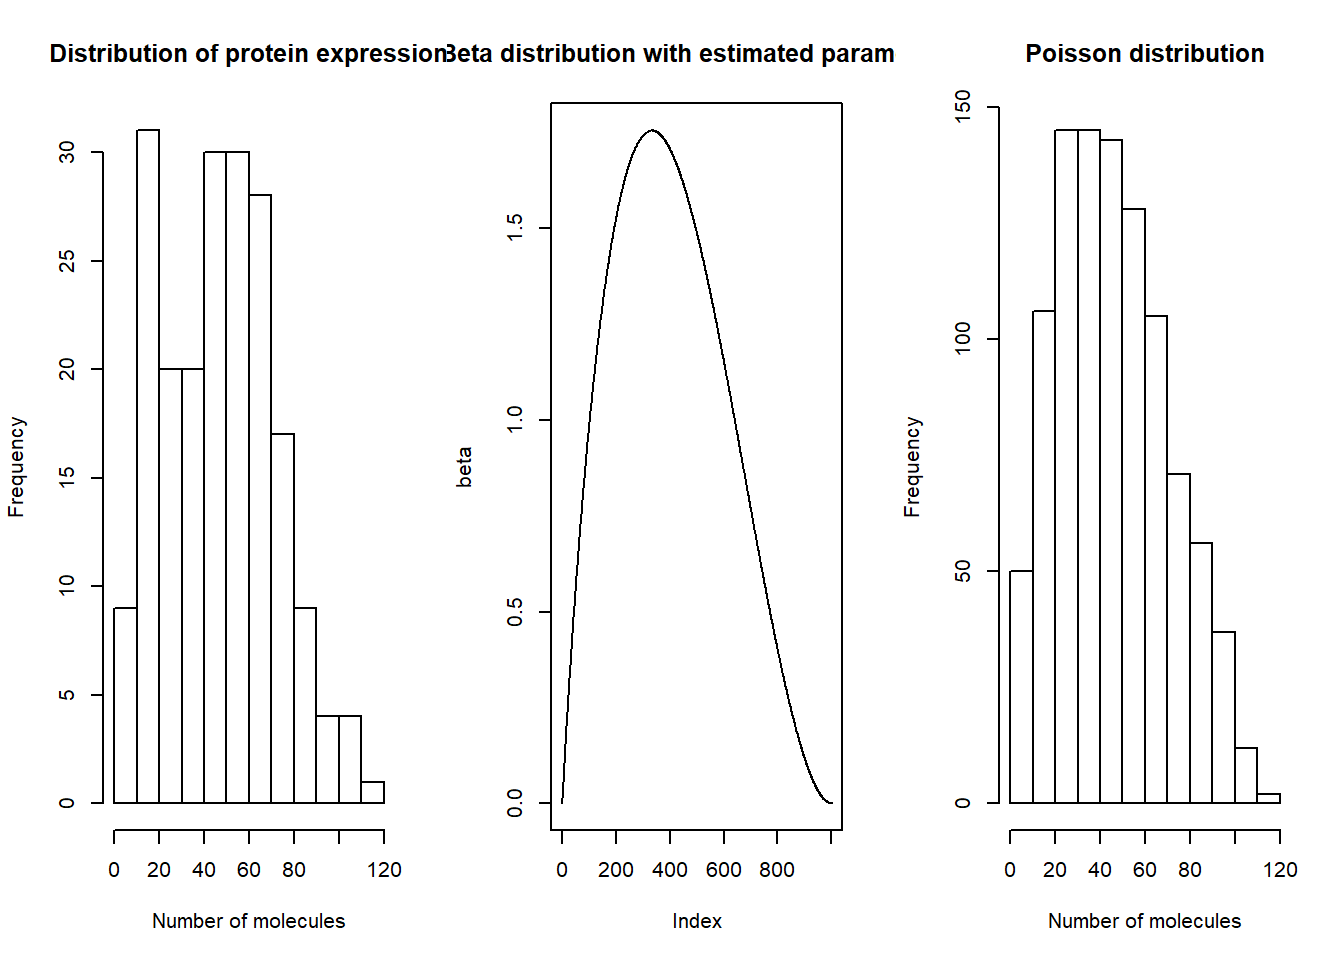 Distribution of protein expression
Beta distribution with estimated param
Poisson distribution
Frequency
0
5
10
15
20
25
30
0 20 40 60 80 120
Number of molecules
beta
0.0
0.5
1.0
1.5
0 200 400 600 800
Index
Frequency
0
50
100
150
0 20 40 60 80 120
Number of molecules